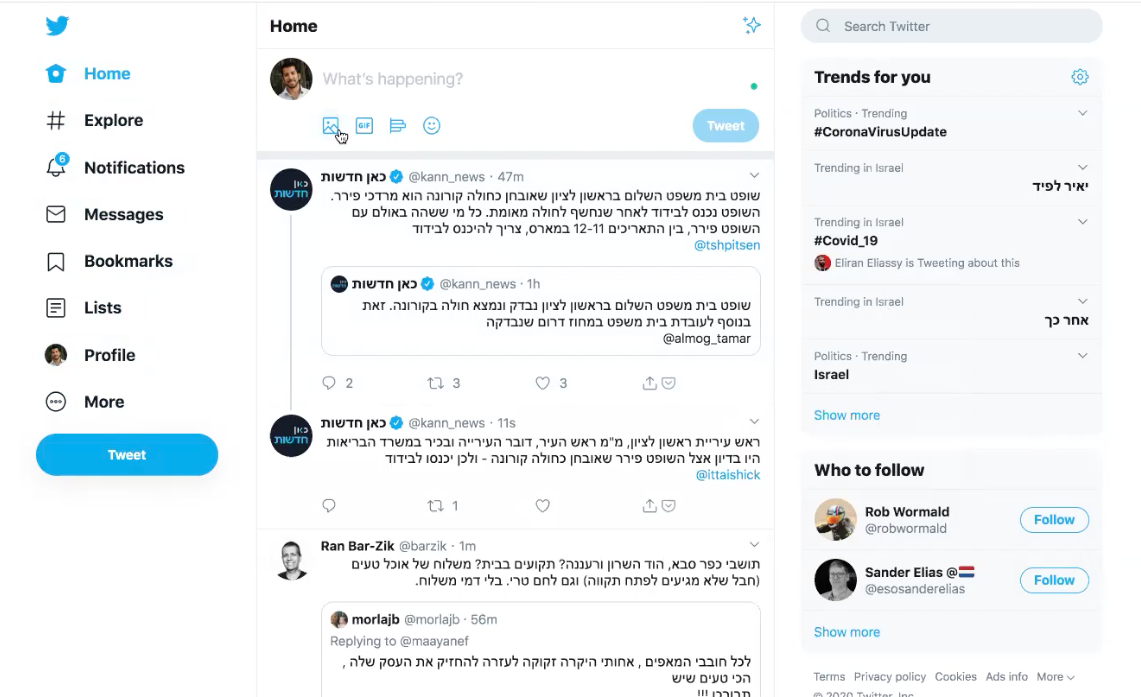 Home
Explore
6
Notifications
Messages
Bookmarks
Lists
Profile
More
Tweet
Home
What's happening?
GIF
Tweet
כאן חדשות @kann_news · 47m
שופט בית משפט השלום בראשון לציון שאובחן כחולה קורונה הוא מרדכי פירר.
השופט נכנס לבידוד לאחר שנחשף לחולה מאומת. כל מי ששהה באולם עם
השופט פירר, בין התאריכים 12-11 במארס, צריך להיכנס לבידוד
@tshpitsen
כאן חדשות @kann_news · 1h
שופט בית משפט השלום בראשון לציון נבדק ונמצא חולה בקורונה. זאת
בנוסף לעובדת בית משפט במחוז דרום שנבדקה
@almog_tamar
2 3 3
כאן חדשות @kann_news · 11s
ראש עיריית ראשון לציון, מ"מ ראש העיר, דובר העירייה ובכיר במשרד הבריאות
היו בדיון אצל השופט פירר שאובחן כחולה קורונה - ולכן יכנסו לבידוד
@ittaishick
1
Ran Bar-Zik @barzik · 1m
תושבי כפר סבא, הוד השרון ורעננה? תקועים בבית? משלוח של אוכל טעים
(חבל שלא מגיעים לפתח תקווה) וגם לחם טרי. בלי דמי משלוח.
morlajb @morlajb · 56m
Replying to @maayanef
לכל חובבי המאפים , אחותי היקרה זקוקה לעזרה להחזיק את העסק שלה ,
הכי טעים שיש
Search Twitter
Trends for you
Politics · Trending
#CoronaVirusUpdate
Trending in Israel
יאיר לפיד
Trending in Israel
#Covid_19
Eliran Eliassy is Tweeting about this
Trending in Israel
אחר כך
Politics · Trending
Israel
Show more
Who to follow
Rob Wormald
@robwormald
Follow
Sander Elias @
@esosanderelias
Follow
Show more
Terms Privacy policy Cookies Ads info More
© 2020 Twitter, Inc.